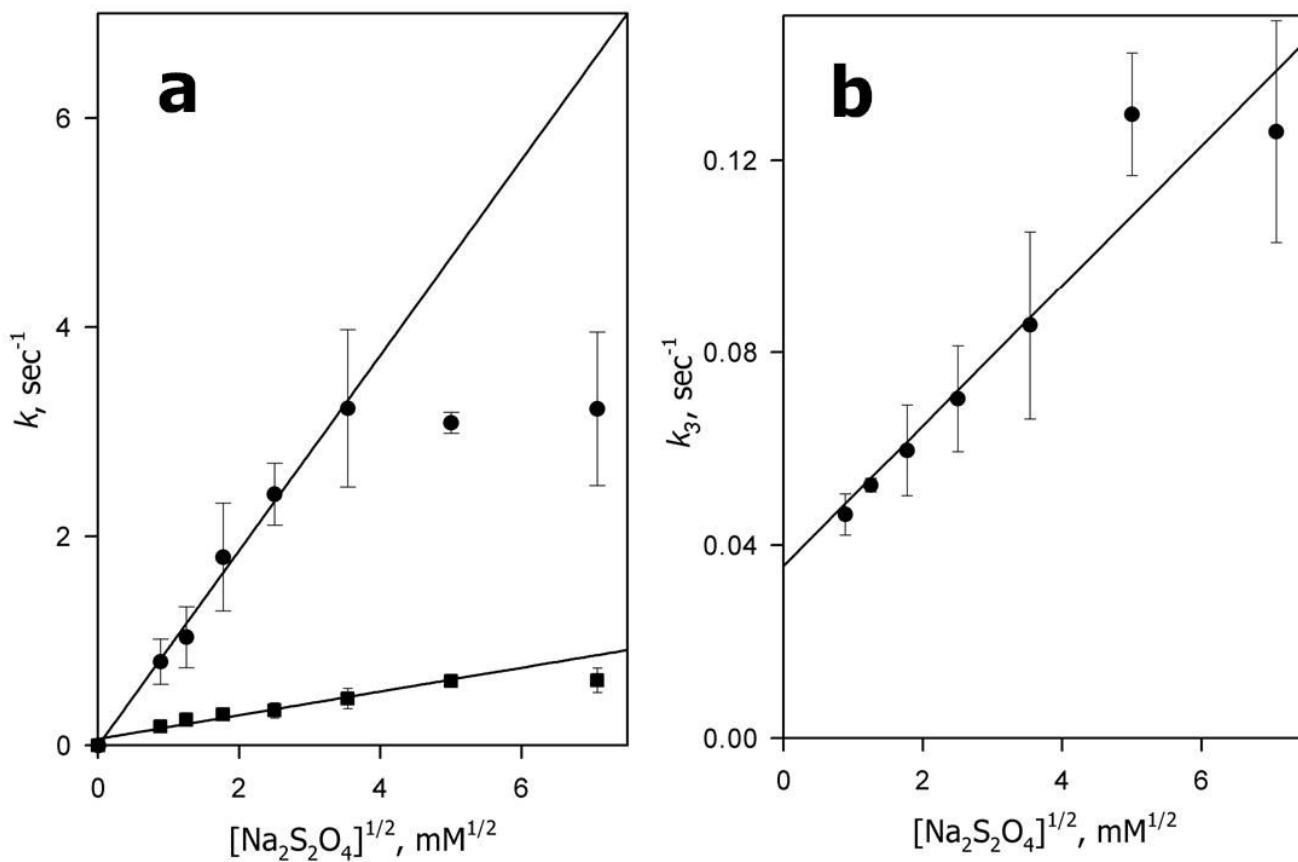 a
6
4
2
0
k, sec⁻¹
0 2 4 6
[Na₂S₂O₄]¹/², mM¹/²
b
0.12
0.08
0.04
0.00
k₃, sec⁻¹
0 2 4 6
[Na₂S₂O₄]¹/², mM¹/²